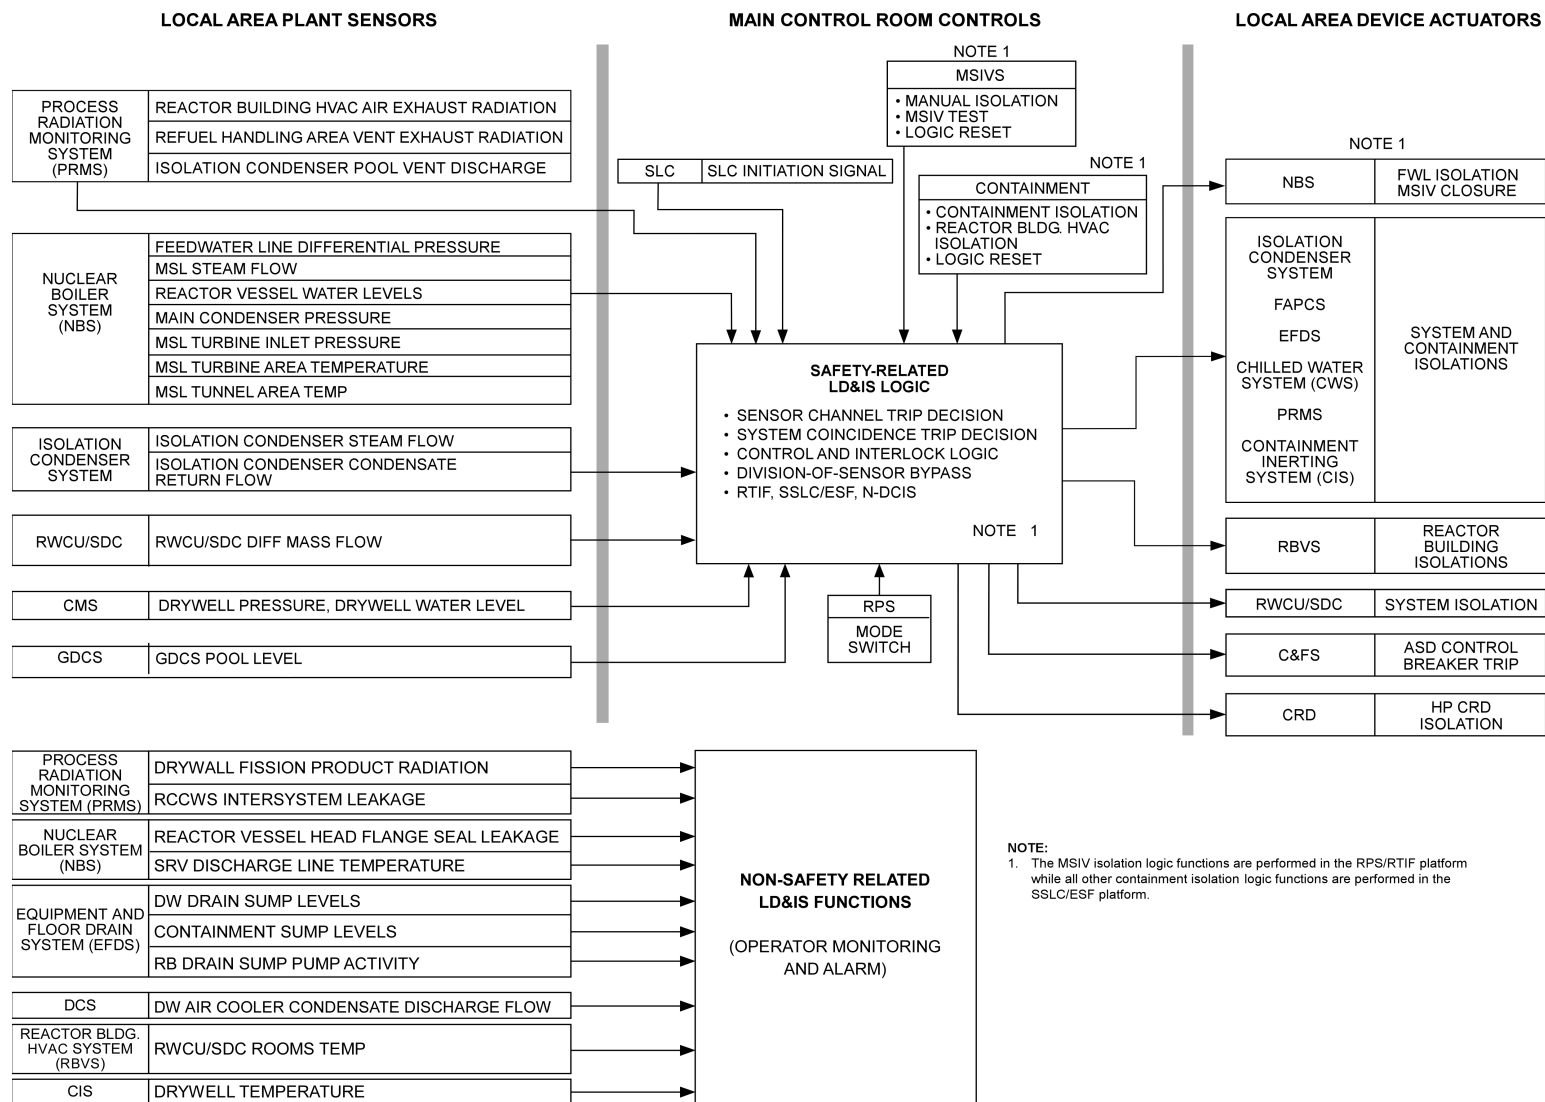 LOCAL AREA PLANT SENSORS
MAIN CONTROL ROOM CONTROLS
LOCAL AREA DEVICE ACTUATORS
PROCESS
RADIATION
MONITORING
SYSTEM
(PRMS)
REACTOR BUILDING HVAC AIR EXHAUST RADIATION
REFUEL HANDLING AREA VENT EXHAUST RADIATION
ISOLATION CONDENSER POOL VENT DISCHARGE
NUCLEAR
BOILER
SYSTEM
(NBS)
FEEDWATER LINE DIFFERENTIAL PRESSURE
MSL STEAM FLOW
REACTOR VESSEL WATER LEVELS
MAIN CONDENSER PRESSURE
MSL TURBINE INLET PRESSURE
MSL TURBINE AREA TEMPERATURE
MSL TUNNEL AREA TEMP
ISOLATION
CONDENSER
SYSTEM
ISOLATION CONDENSER STEAM FLOW
ISOLATION CONDENSER CONDENSATE
RETURN FLOW
RWCU/SDC
RWCU/SDC DIFF MASS FLOW
CMS
DRYWELL PRESSURE, DRYWELL WATER LEVEL
GDCS
GDCS POOL LEVEL
NOTE 1
MSIVS
• MANUAL ISOLATION
• MSIV TEST
• LOGIC RESET
SLC
SLC INITIATION SIGNAL
NOTE 1
CONTAINMENT
• CONTAINMENT ISOLATION
• REACTOR BLDG. HVAC
ISOLATION
• LOGIC RESET
SAFETY-RELATED
LD&IS LOGIC
• SENSOR CHANNEL TRIP DECISION
• SYSTEM COINCIDENCE TRIP DECISION
• CONTROL AND INTERLOCK LOGIC
• DIVISION-OF-SENSOR BYPASS
• RTIF, SSLC/ESF, N-DCIS
NOTE 1
RPS
MODE
SWITCH
NOTE 1
NBS
FWL ISOLATION
MSIV CLOSURE
ISOLATION
CONDENSER
SYSTEM
FAPCS
EFDS
CHILLED WATER
SYSTEM (CWS)
PRMS
CONTAINMENT
INERTING
SYSTEM (CIS)
SYSTEM AND
CONTAINMENT
ISOLATIONS
RBVS
REACTOR
BUILDING
ISOLATIONS
RWCU/SDC
SYSTEM ISOLATION
C&FS
ASD CONTROL
BREAKER TRIP
CRD
HP CRD
ISOLATION
PROCESS
RADIATION
MONITORING
SYSTEM (PRMS)
DRYWALL FISSION PRODUCT RADIATION
RCCWS INTERSYSTEM LEAKAGE
NUCLEAR
BOILER SYSTEM
(NBS)
REACTOR VESSEL HEAD FLANGE SEAL LEAKAGE
SRV DISCHARGE LINE TEMPERATURE
EQUIPMENT AND
FLOOR DRAIN
SYSTEM (EFDS)
DW DRAIN SUMP LEVELS
CONTAINMENT SUMP LEVELS
RB DRAIN SUMP PUMP ACTIVITY
DCS
DW AIR COOLER CONDENSATE DISCHARGE FLOW
REACTOR BLDG.
HVAC SYSTEM
(RBVS)
RWCU/SDC ROOMS TEMP
CIS
DRYWELL TEMPERATURE
NON-SAFETY RELATED
LD&IS FUNCTIONS
(OPERATOR MONITORING
AND ALARM)
NOTE:
1. The MSIV isolation logic functions are performed in the RPS/RTIF platform
while all other containment isolation logic functions are performed in the
SSLC/ESF platform.